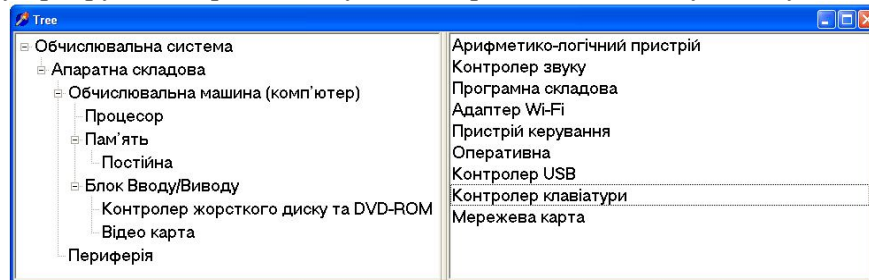 Tree
Обчислювальна система
Апаратна складова
Обчислювальна машина (комп'ютер)
Процесор
Пам'ять
Постійна
Блок Вводу/Виводу
Контролер жорсткого диску та DVD-ROM
Відео карта
Периферія
Арифметико-логічний пристрій
Контролер звуку
Програмна складова
Адаптер Wi-Fi
Пристрій керування
Оперативна
Контролер USB
Контролер клавіатури
Мережева карта